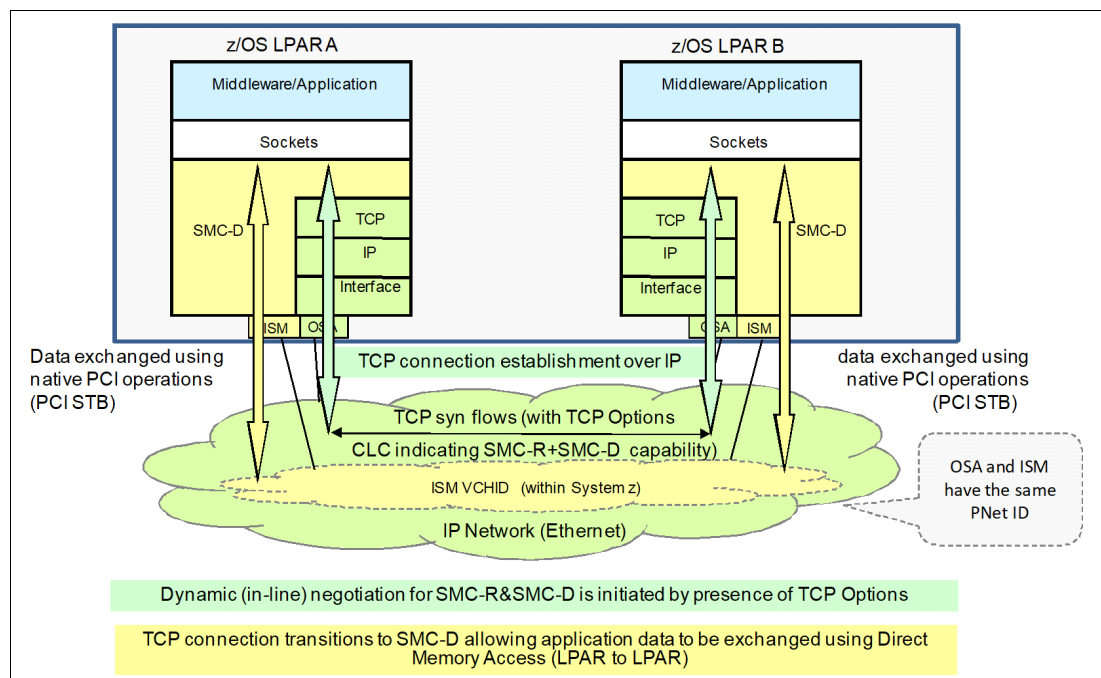 z/OS LPAR A
z/OS LPAR B
Middleware/Application
Middleware/Application
Sockets
Sockets
SMC-D
TCP
IP
Interface
TCP
IP
Interface
SMC-D
ISM
OSA
OSA
ISM
Data exchanged using
native PCI operations
(PCI STB)
TCP connection establishment over IP
data exchanged using
native PCI operations
(PCI STB)
TCP syn flows (with TCP Options
CLC indicating SMC-R+SMC-D capability)
ISM VCHID (within System z)
IP Network (Ethernet)
OSA and ISM
have the same
PNet ID
Dynamic (in-line) negotiation for SMC-R&SMC-D is initiated by presence of TCP Options
TCP connection transitions to SMC-D allowing application data to be exchanged using Direct
Memory Access (LPAR to LPAR)